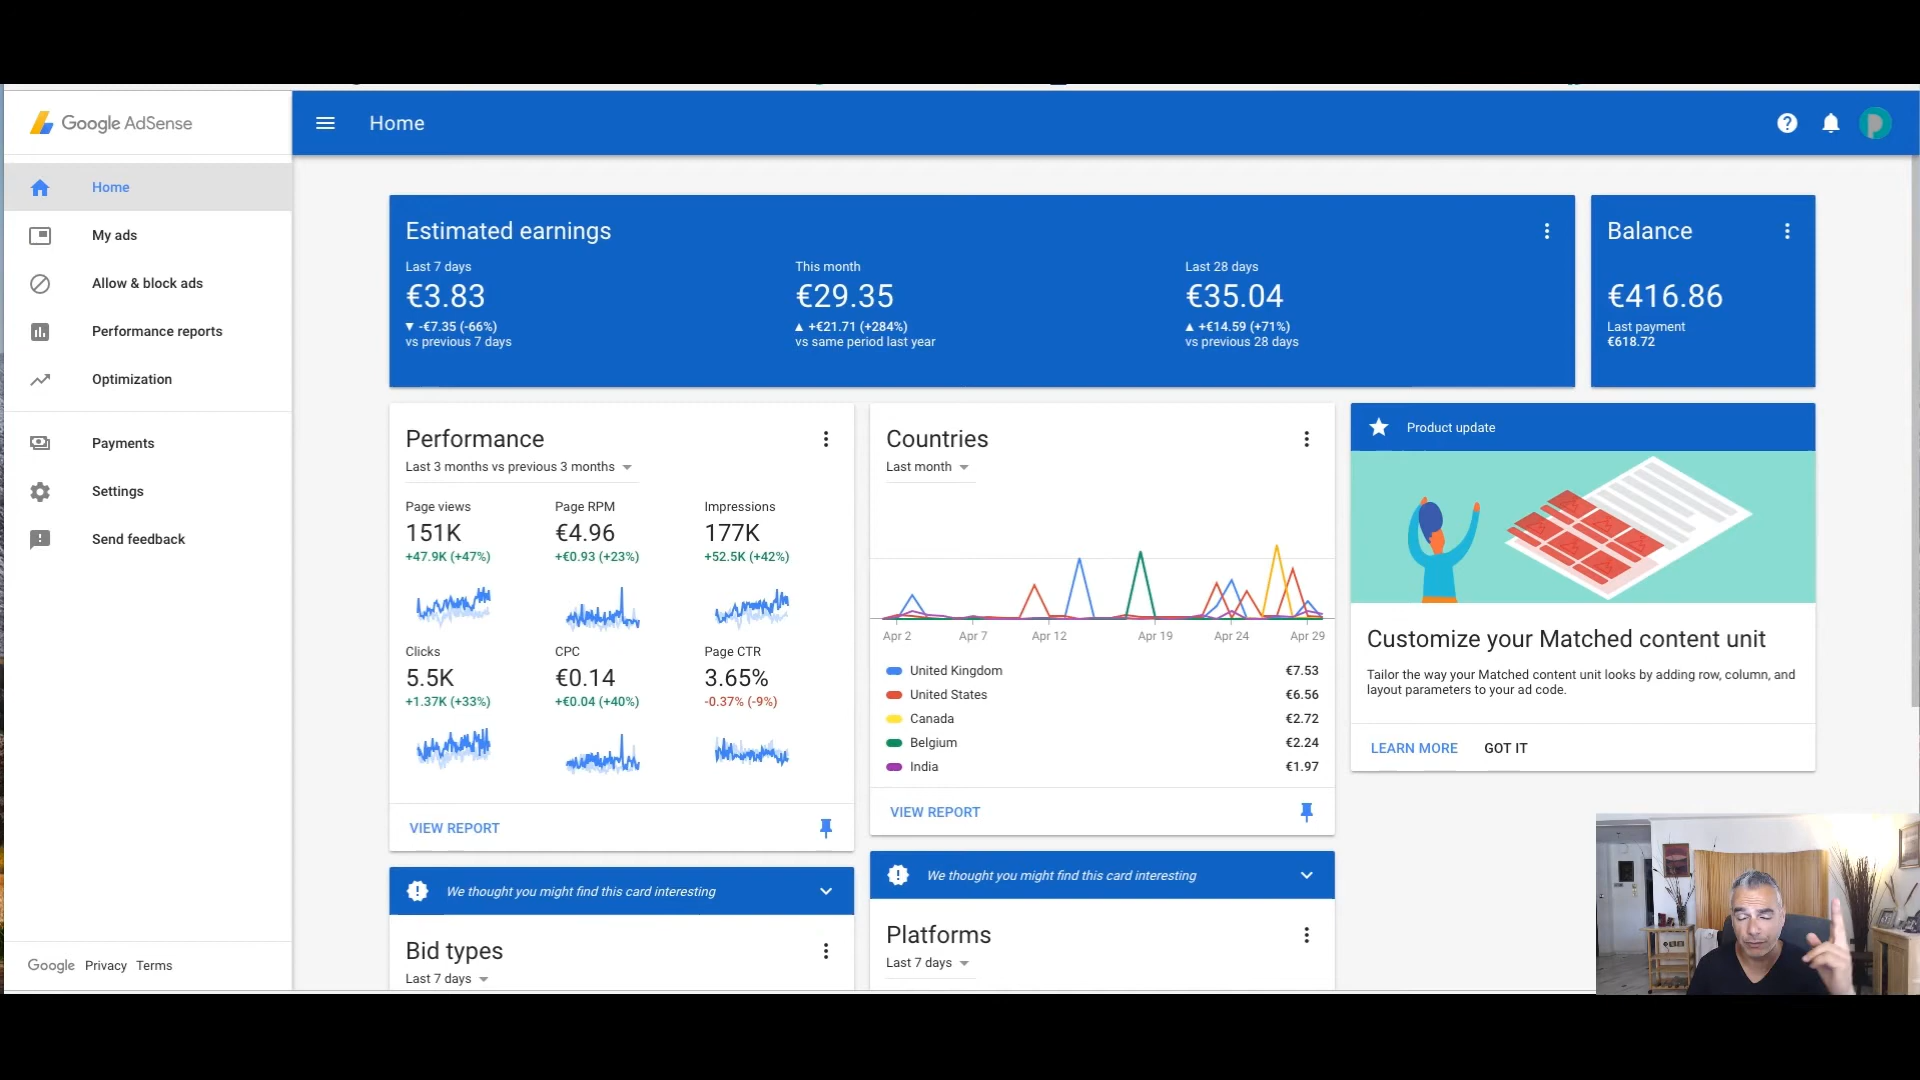 Google AdSense
Home
Home
My ads
Allow & block ads
Performance reports
Optimization
Payments
Settings
Send feedback
Google Privacy Terms
Estimated earnings
Last 7 days
€3.83
-€7.35 (-66%)
vs previous 7 days
This month
€29.35
+€21.71 (+284%)
vs same period last year
Last 28 days
€35.04
+€14.59 (+71%)
vs previous 28 days
Balance
€416.86
Last payment
€618.72
Performance
Last 3 months vs previous 3 months
Page views
151K
+47.9K (+47%)
Page RPM
€4.96
+€0.93 (+23%)
Impressions
177K
+52.5K (+42%)
Clicks
5.5K
+1.37K (+33%)
CPC
€0.14
+€0.04 (+40%)
Page CTR
3.65%
-0.37% (-9%)
VIEW REPORT
We thought you might find this card interesting
Bid types
Last 7 days
Countries
Last month
Apr 2 Apr 7 Apr 12 Apr 19 Apr 24 Apr 29
United Kingdom €7.53
United States €6.56
Canada €2.72
Belgium €2.24
India €1.97
VIEW REPORT
We thought you might find this card interesting
Platforms
Last 7 days
Product update
Customize your Matched content unit
Tailor the way your Matched content unit looks by adding row, column, and
layout parameters to your ad code.
LEARN MORE GOT IT